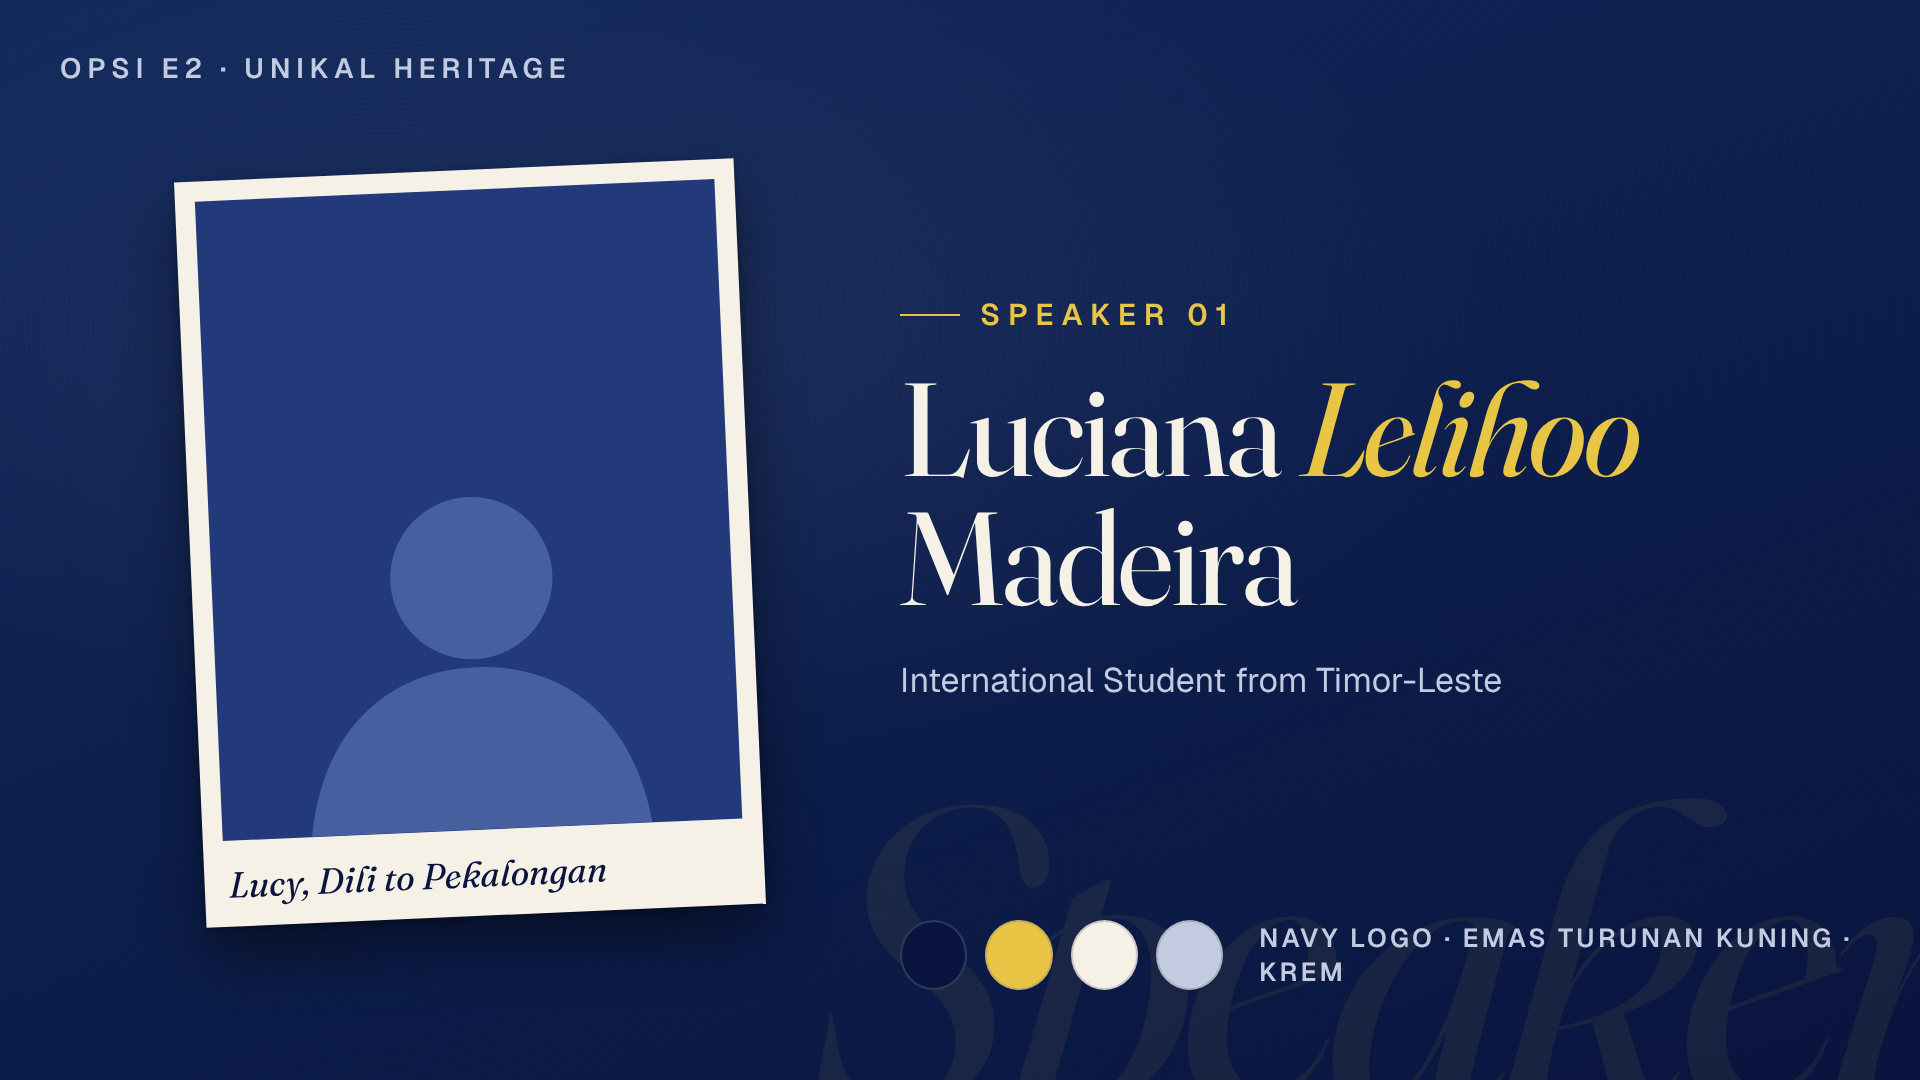 OPSI E2 · UNIKAL HERITAGE
SPEAKER 01
Luciana Lelihoo
Madeira
International Student from Timor-Leste
Lucy, Dili to Pekalongan
NAVY LOGO · EMAS TURUNAN KUNING ·
KREM
Speaker